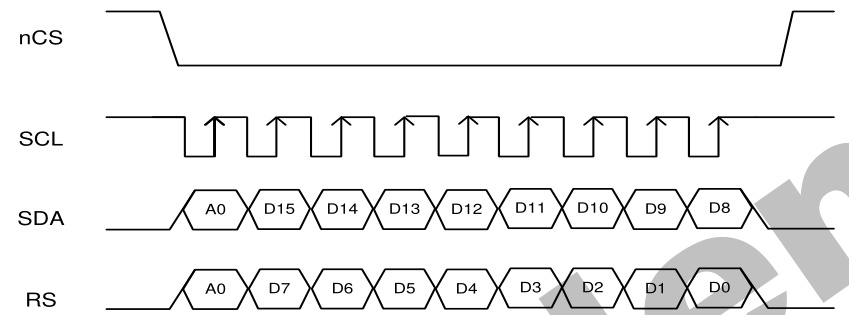 nCS
SCL
SDA A0 D15 D14 D13 D12 D11 D10 D9 D8
RS A0 D7 D6 D5 D4 D3 D2 D1 D0